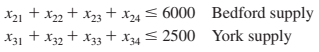 x₂₁ + x₂₂ + x₂₃ + x₂₄ ≤ 6000 Bedford supply
x₃₁ + x₃₂ + x₃₃ + x₃₄ ≤ 2500 York supply